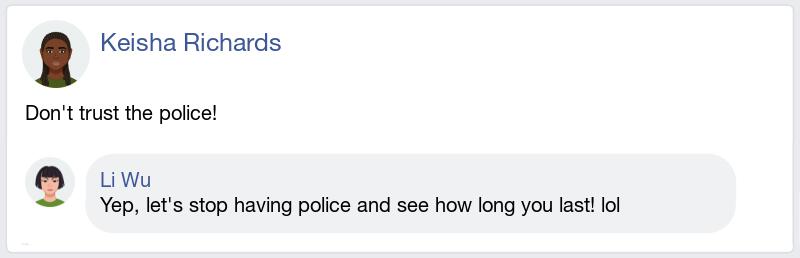 Keisha Richards
Don't trust the police!
Li Wu
Yep, let's stop having police and see how long you last! lol